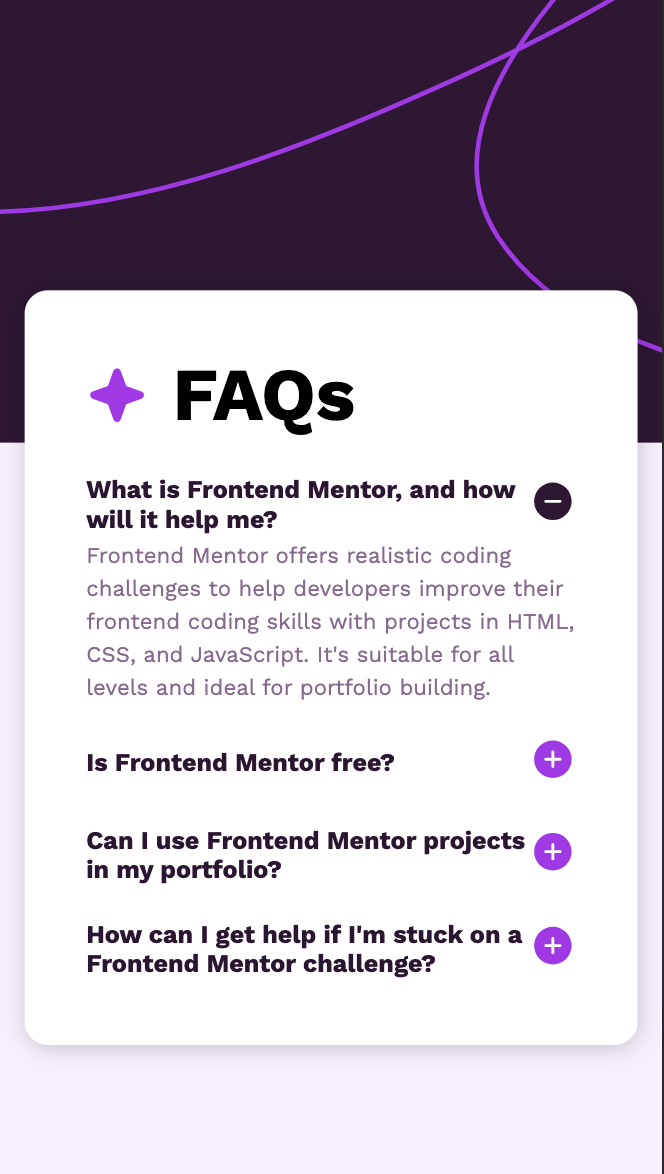 FAQs
What is Frontend Mentor, and how
will it help me?
Frontend Mentor offers realistic coding
challenges to help developers improve their
frontend coding skills with projects in HTML,
CSS, and JavaScript. It's suitable for all
levels and ideal for portfolio building.
Is Frontend Mentor free?
Can I use Frontend Mentor projects
in my portfolio?
How can I get help if I'm stuck on a
Frontend Mentor challenge?